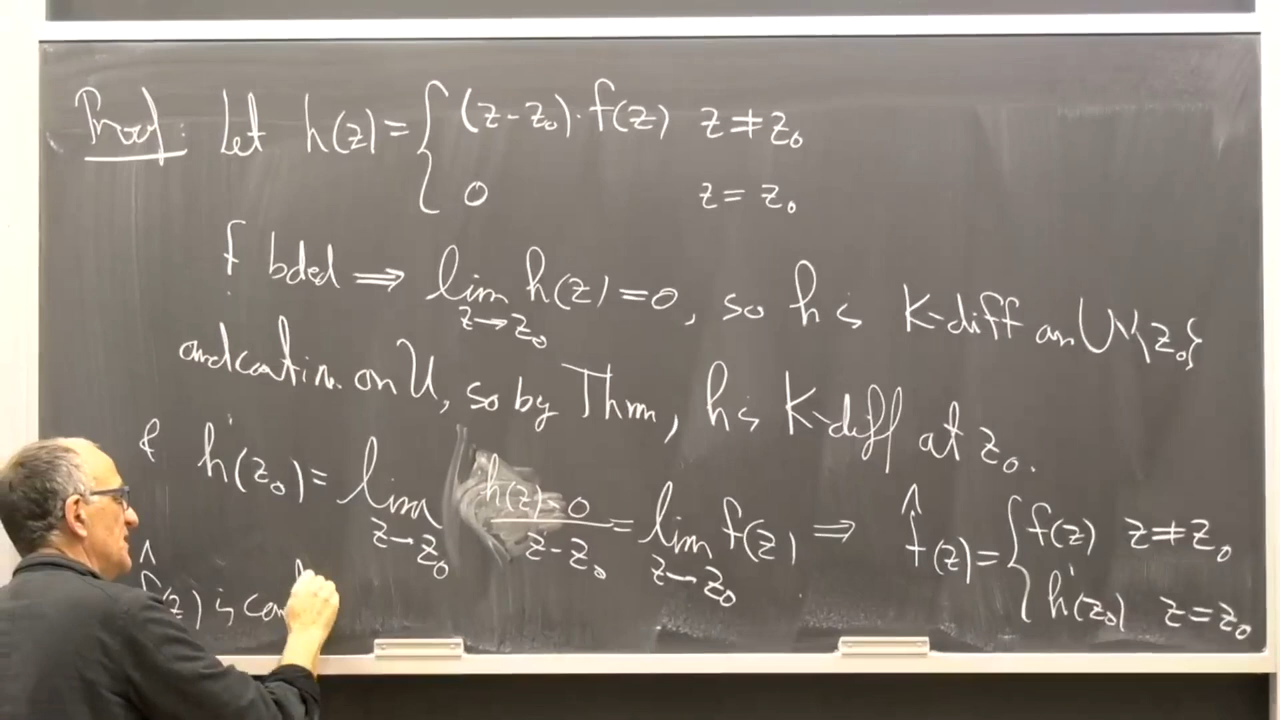 Proof: Let h(z) = { (z-z₀)·f(z) z≠z₀
0 z=z₀
f bded ⟹ lim_{z→z₀} h(z)=0, so h is K-diff on U∖{z₀}
and contin. on U, so by Thm, h is K-diff at z₀.
& h'(z₀) = lim_{z→z₀} (h(z)-0)/(z-z₀) = lim_{z→z₀} f(z) ⟹ f̂(z) = { f(z) z≠z₀
h'(z₀) z=z₀
f̂(z) is con